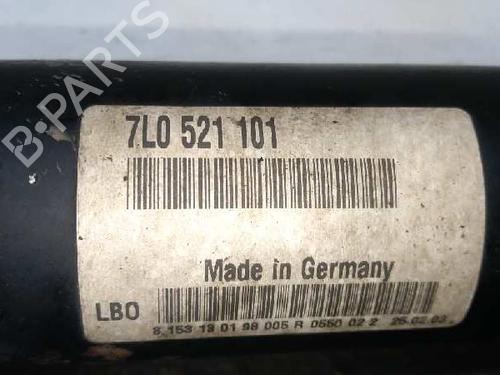 B-PARTS
7L0 521 101
Made in Germany
LBO
8 153 13 01 98 005 R 0550 02 2 25.02.03